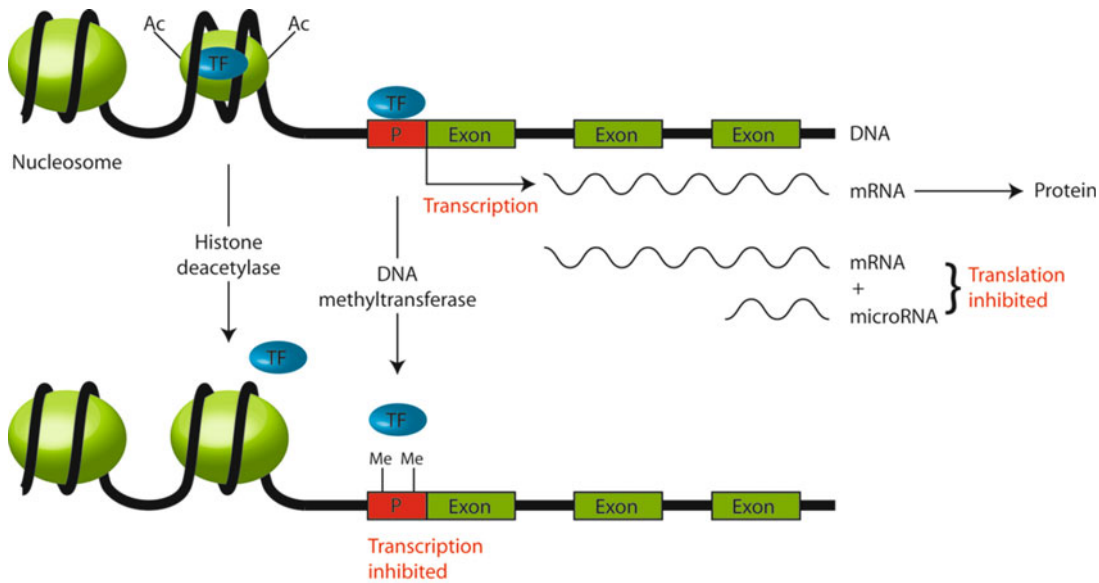 Ac
Ac
TF
TF
P
Exon
Exon
Exon
DNA
Nucleosome
Transcription
mRNA
Protein
Histone
deacetylase
DNA
methyltransferase
mRNA
+
microRNA
}
Translation
inhibited
TF
TF
Me
Me
P
Exon
Exon
Exon
Transcription
inhibited